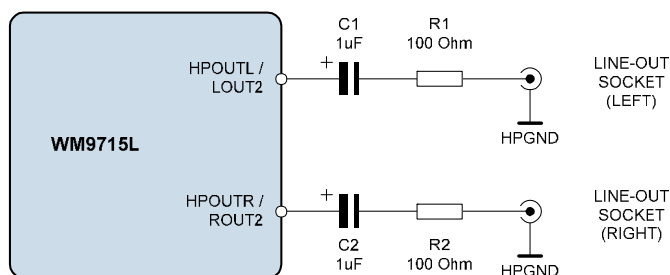 C1
1uF
R1
100 Ohm
+
HPOUTL /
LOUT2
LINE-OUT
SOCKET
(LEFT)
HPGND
WM9715L
HPOUTR /
ROUT2
+
C2
1uF
R2
100 Ohm
LINE-OUT
SOCKET
(RIGHT)
HPGND